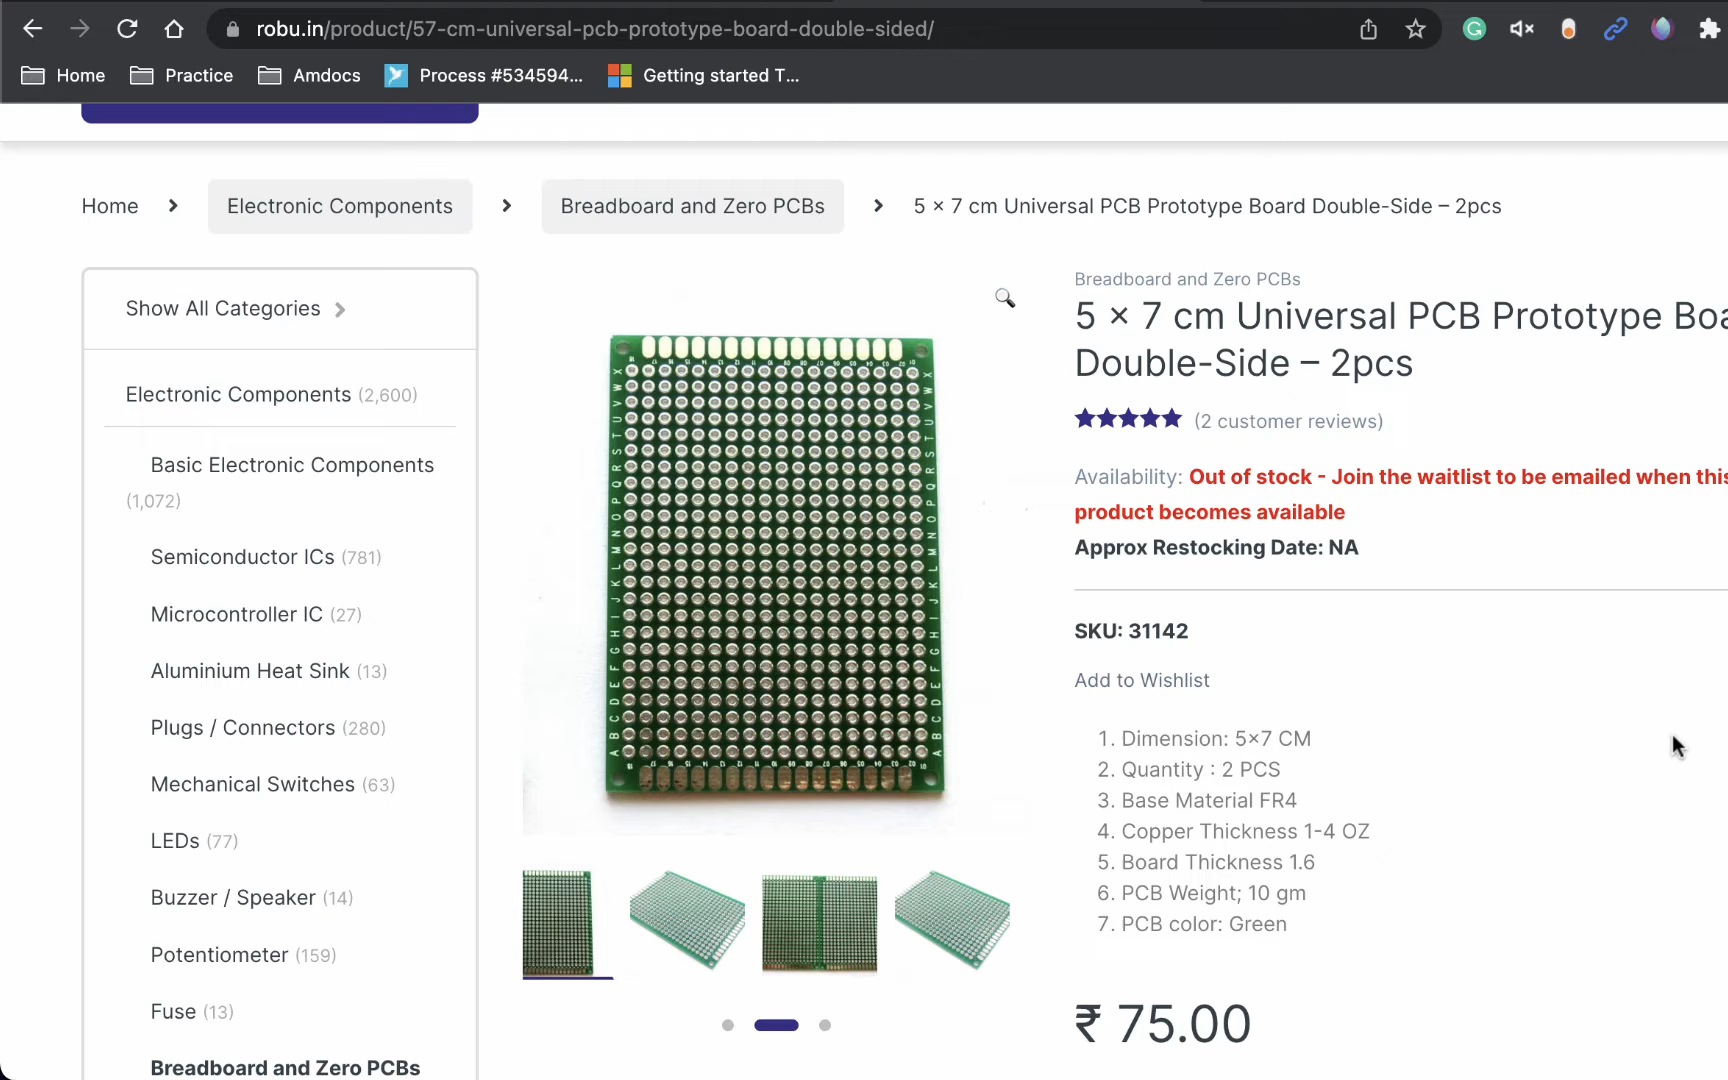 robu.in/product/57-cm-universal-pcb-prototype-board-double-sided/
Home Practice Amdocs Process #534594... Getting started T...
Home Electronic Components Breadboard and Zero PCBs 5 × 7 cm Universal PCB Prototype Board Double-Side – 2pcs
Show All Categories
Electronic Components (2,600)
Basic Electronic Components
(1,072)
Semiconductor ICs (781)
Microcontroller IC (27)
Aluminium Heat Sink (13)
Plugs / Connectors (280)
Mechanical Switches (63)
LEDs (77)
Buzzer / Speaker (14)
Potentiometer (159)
Fuse (13)
Breadboard and Zero PCBs
Breadboard and Zero PCBs
5 × 7 cm Universal PCB Prototype Boa
Double-Side – 2pcs
(2 customer reviews)
Availability: Out of stock - Join the waitlist to be emailed when this
product becomes available
Approx Restocking Date: NA
SKU: 31142
Add to Wishlist
1. Dimension: 5×7 CM
2. Quantity : 2 PCS
3. Base Material FR4
4. Copper Thickness 1-4 OZ
5. Board Thickness 1.6
6. PCB Weight; 10 gm
7. PCB color: Green
₹ 75.00